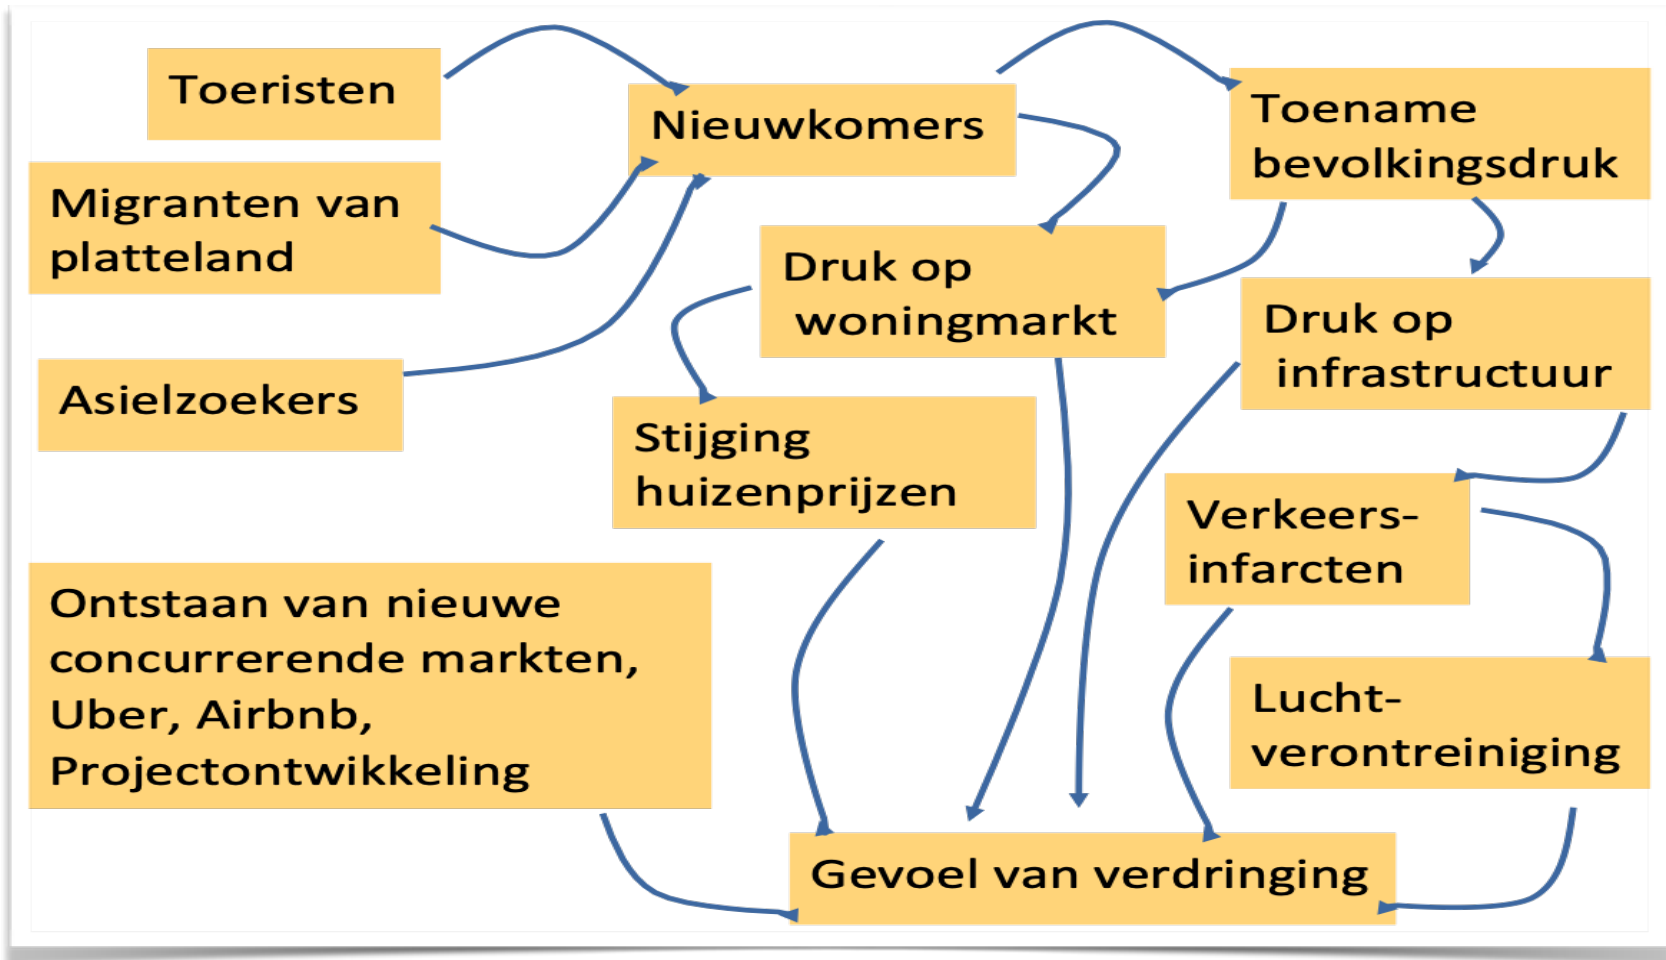 Toeristen
Nieuwkomers
Toename
bevolkingsdruk
Migranten van
platteland
Druk op
woningmarkt
Druk op
infrastructuur
Asielzoekers
Stijging
huizenprijzen
Verkeers-
infarcten
Ontstaan van nieuwe
concurrerende markten,
Uber, Airbnb,
Projectontwikkeling
Lucht-
verontreiniging
Gevoel van verdringing